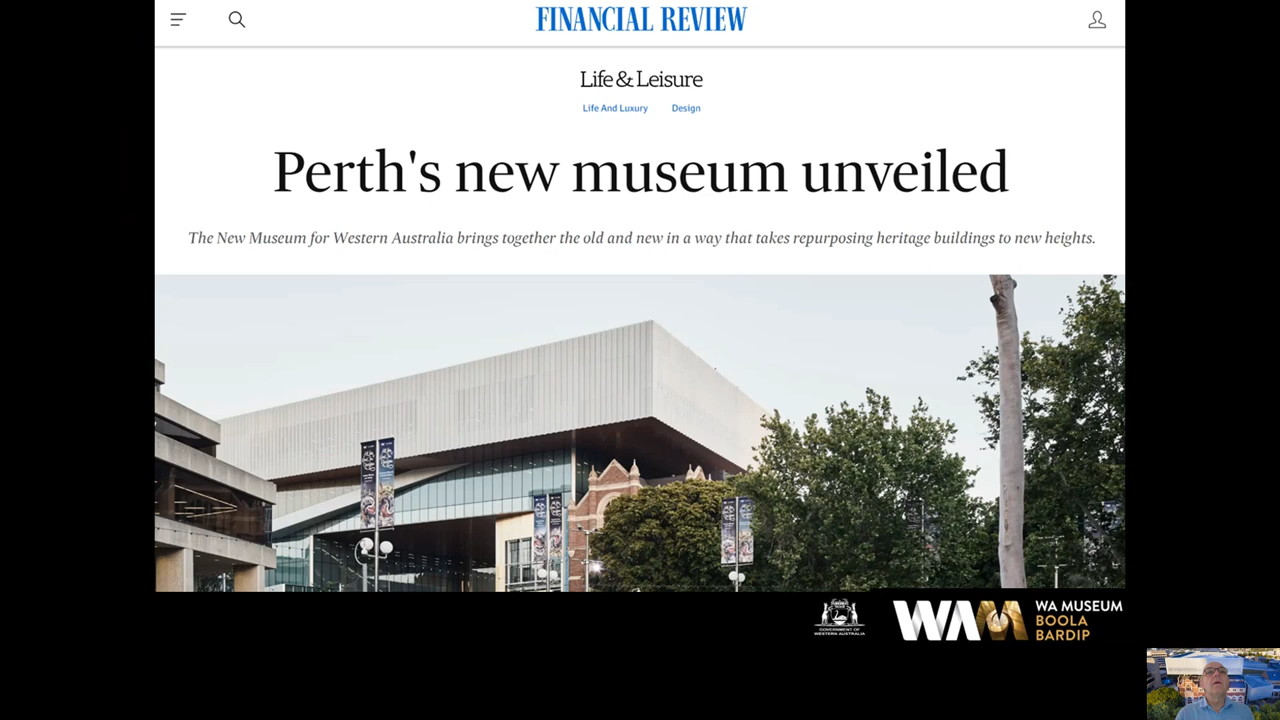 FINANCIAL REVIEW
Life & Leisure
Life And Luxury Design
Perth's new museum unveiled
The New Museum for Western Australia brings together the old and new in a way that takes repurposing heritage buildings to new heights.
GOVERNMENT OF
WESTERN AUSTRALIA
WAM
WA MUSEUM
BOOLA
BARDIP